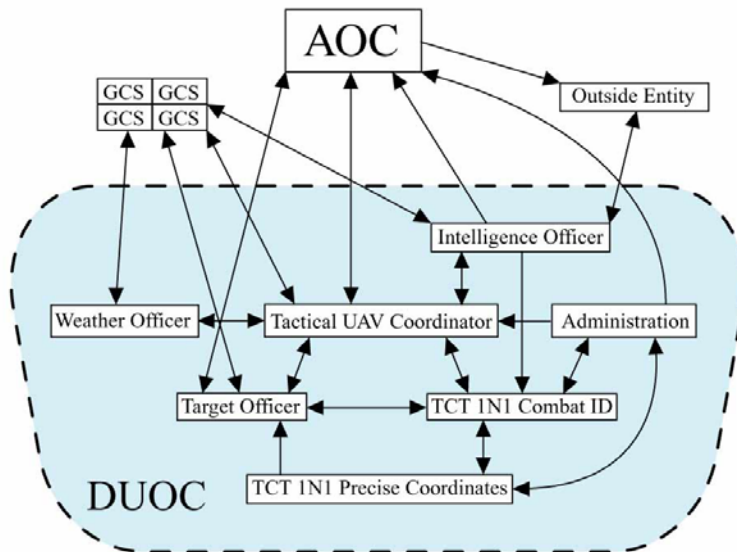 AOC
GCS GCS
GCS GCS
Outside Entity
Intelligence Officer
Weather Officer
Tactical UAV Coordinator
Administration
Target Officer
TCT 1N1 Combat ID
TCT 1N1 Precise Coordinates
DUOC